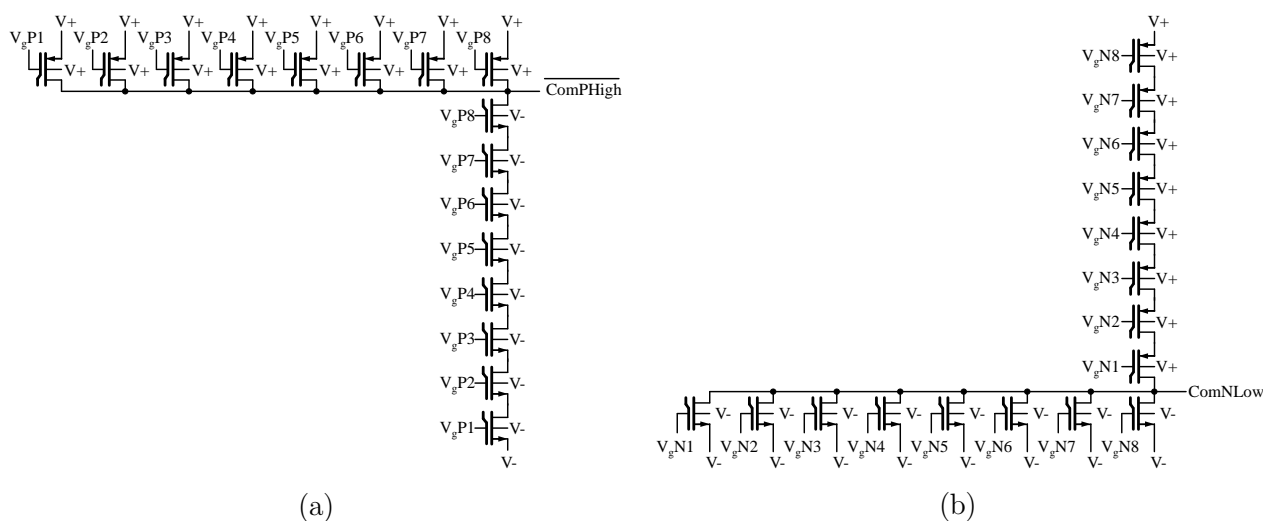 V+ V+ V+ V+ V+ V+ V+ V+
VgP1 VgP2 VgP3 VgP4 VgP5 VgP6 VgP7 VgP8
V+ V+ V+ V+ V+ V+ V+ V+
ComPHigh
VgP8 V-
VgP7 V-
VgP6 V-
VgP5 V-
VgP4 V-
VgP3 V-
VgP2 V-
VgP1 V-
V-
(a)
V+
VgN8 V+
VgN7 V+
VgN6 V+
VgN5 V+
VgN4 V+
VgN3 V+
VgN2 V+
VgN1 V+
ComNLow
V- V- V- V- V- V- V- V-
VgN1 VgN2 VgN3 VgN4 VgN5 VgN6 VgN7 VgN8
V- V- V- V- V- V- V- V-
(b)